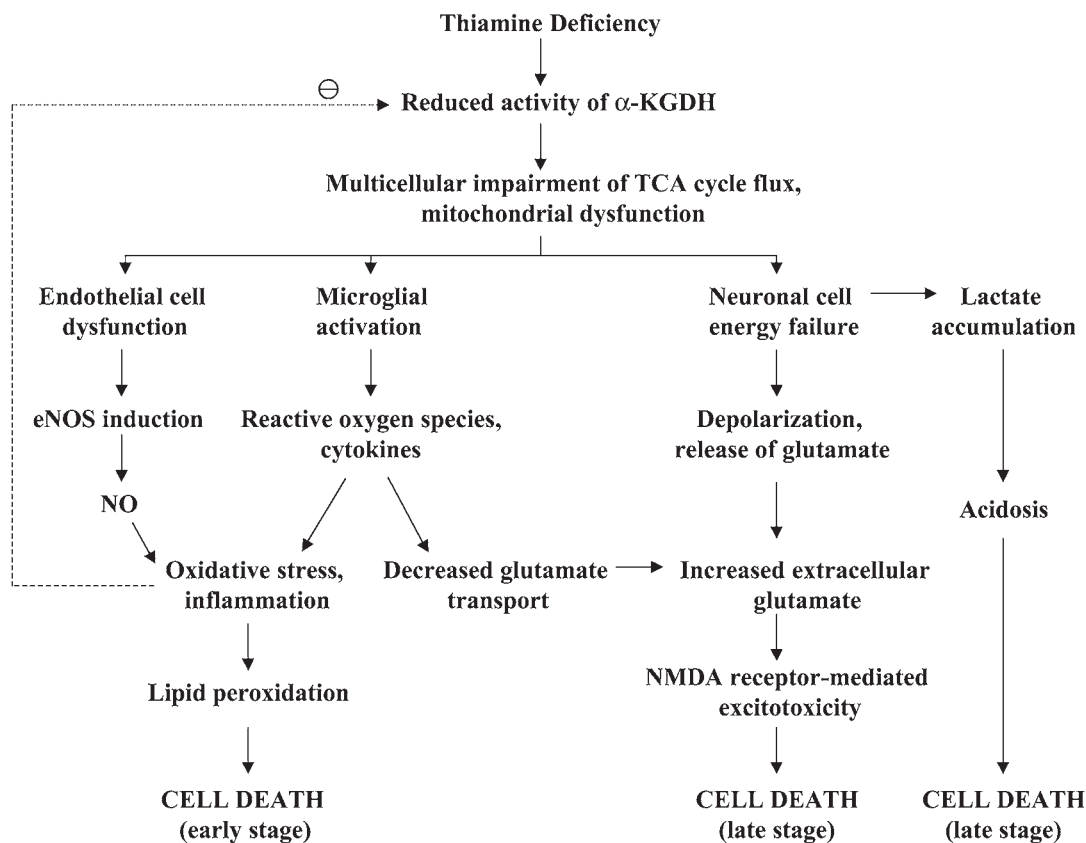 Thiamine Deficiency
⊖
Reduced activity of α-KGDH
Multicellular impairment of TCA cycle flux,
mitochondrial dysfunction
Endothelial cell
dysfunction
Microglial
activation
Neuronal cell
energy failure
Lactate
accumulation
eNOS induction
Reactive oxygen species,
cytokines
Depolarization,
release of glutamate
NO
Acidosis
Oxidative stress,
inflammation
Decreased glutamate
transport
Increased extracellular
glutamate
Lipid peroxidation
NMDA receptor-mediated
excitotoxicity
CELL DEATH
(early stage)
CELL DEATH
(late stage)
CELL DEATH
(late stage)